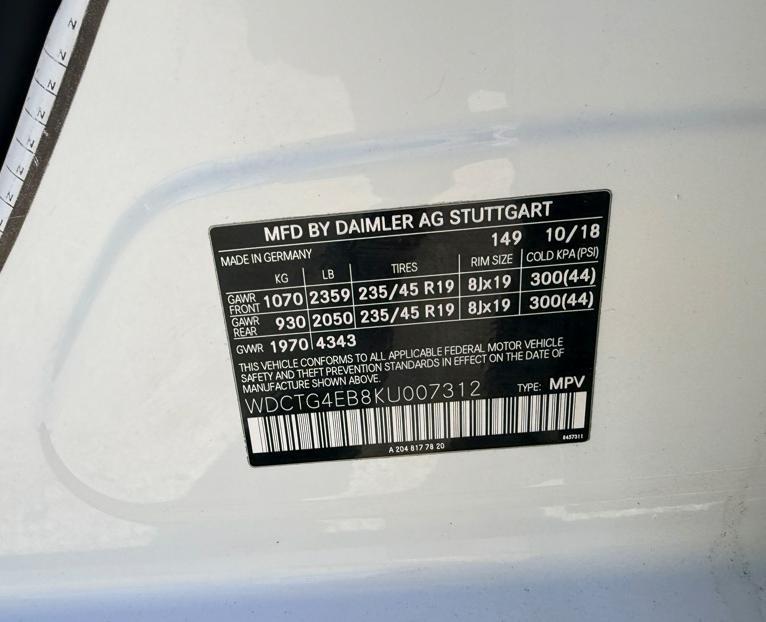 MFD BY DAIMLER AG STUTTGART
MADE IN GERMANY 149 10/18
KG LB TIRES RIM SIZE COLD KPA (PSI)
GAWR FRONT 1070 2359 235/45 R19 8Jx19 300(44)
GAWR REAR 930 2050 235/45 R19 8Jx19 300(44)
GVWR 1970 4343
THIS VEHICLE CONFORMS TO ALL APPLICABLE FEDERAL MOTOR VEHICLE
SAFETY AND THEFT PREVENTION STANDARDS IN EFFECT ON THE DATE OF
MANUFACTURE SHOWN ABOVE.
WDCTG4EB8KU007312 TYPE: MPV
A 204 817 78 20 8457311